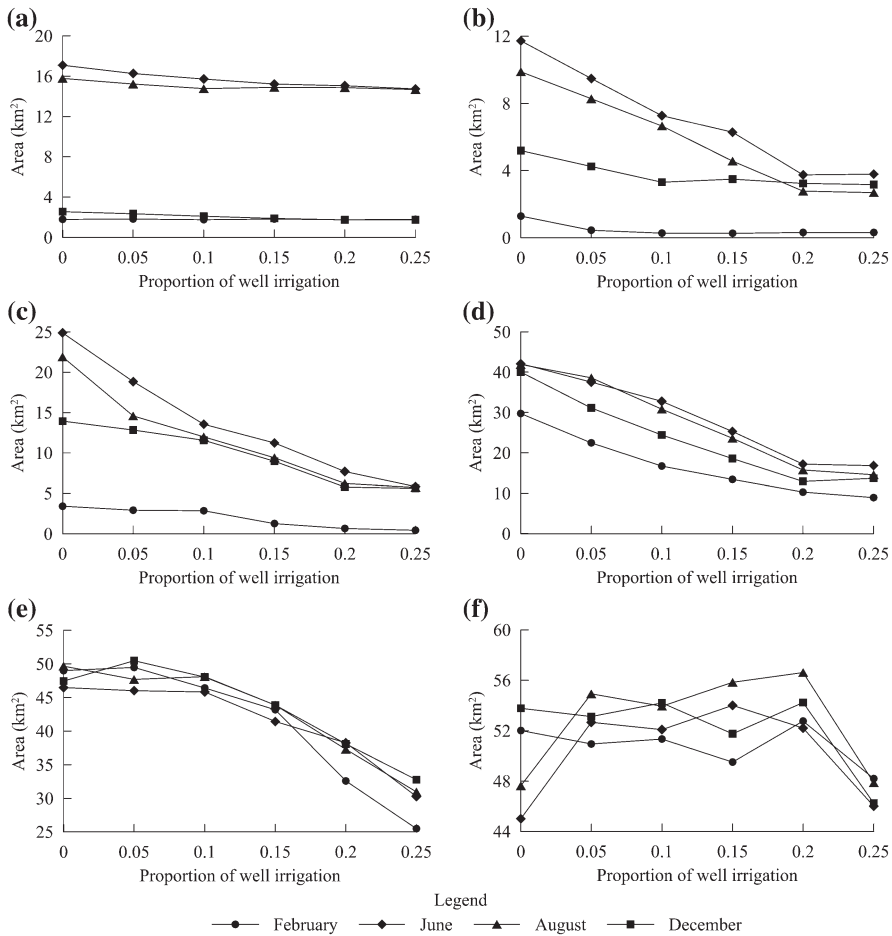 (a)
20
16
12
8
4
0
Area (km²)
0 0.05 0.1 0.15 0.2 0.25
Proportion of well irrigation
(b)
12
8
4
0
Area (km²)
0 0.05 0.1 0.15 0.2 0.25
Proportion of well irrigation
(c)
25
20
15
10
5
0
Area (km²)
0 0.05 0.1 0.15 0.2 0.25
Proportion of well irrigation
(d)
50
40
30
20
10
0
Area (km²)
0 0.05 0.1 0.15 0.2 0.25
Proportion of well irrigation
(e)
55
50
45
40
35
30
25
Area (km²)
0 0.05 0.1 0.15 0.2 0.25
Proportion of well irrigation
(f)
60
56
52
48
44
Area (km²)
0 0.05 0.1 0.15 0.2 0.25
Proportion of well irrigation
Legend
February June August December